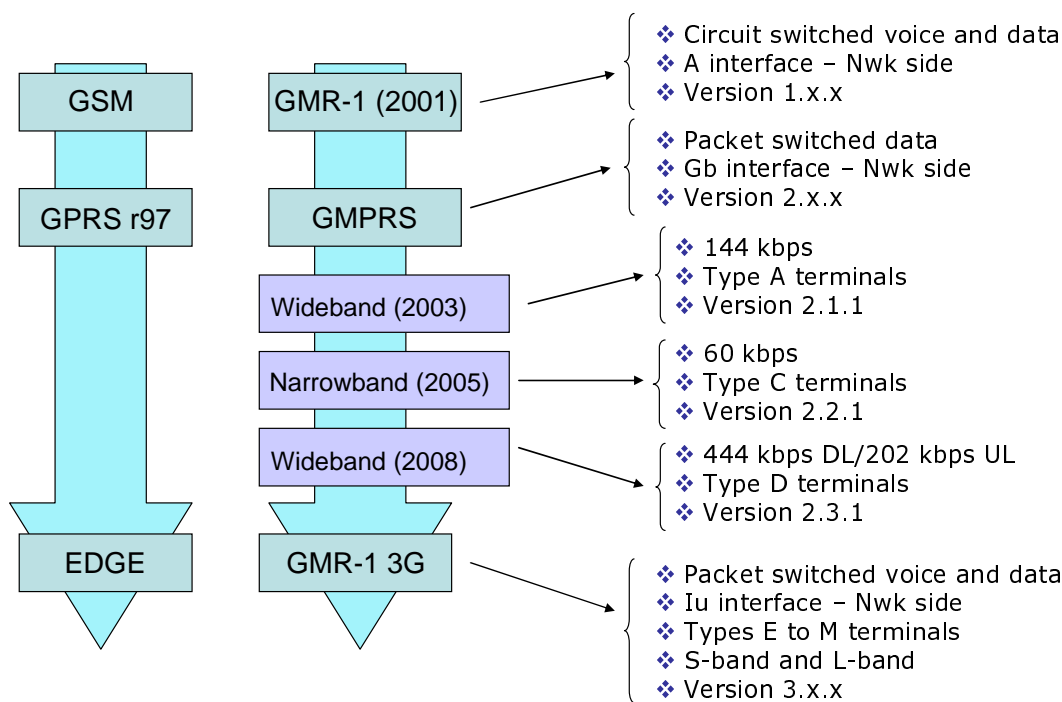 GSM
GPRS r97
EDGE
GMR-1 (2001)
GMPRS
Wideband (2003)
Narrowband (2005)
Wideband (2008)
GMR-1 3G
❖ Circuit switched voice and data
❖ A interface – Nwk side
❖ Version 1.x.x
❖ Packet switched data
❖ Gb interface – Nwk side
❖ Version 2.x.x
❖ 144 kbps
❖ Type A terminals
❖ Version 2.1.1
❖ 60 kbps
❖ Type C terminals
❖ Version 2.2.1
❖ 444 kbps DL/202 kbps UL
❖ Type D terminals
❖ Version 2.3.1
❖ Packet switched voice and data
❖ Iu interface – Nwk side
❖ Types E to M terminals
❖ S-band and L-band
❖ Version 3.x.x